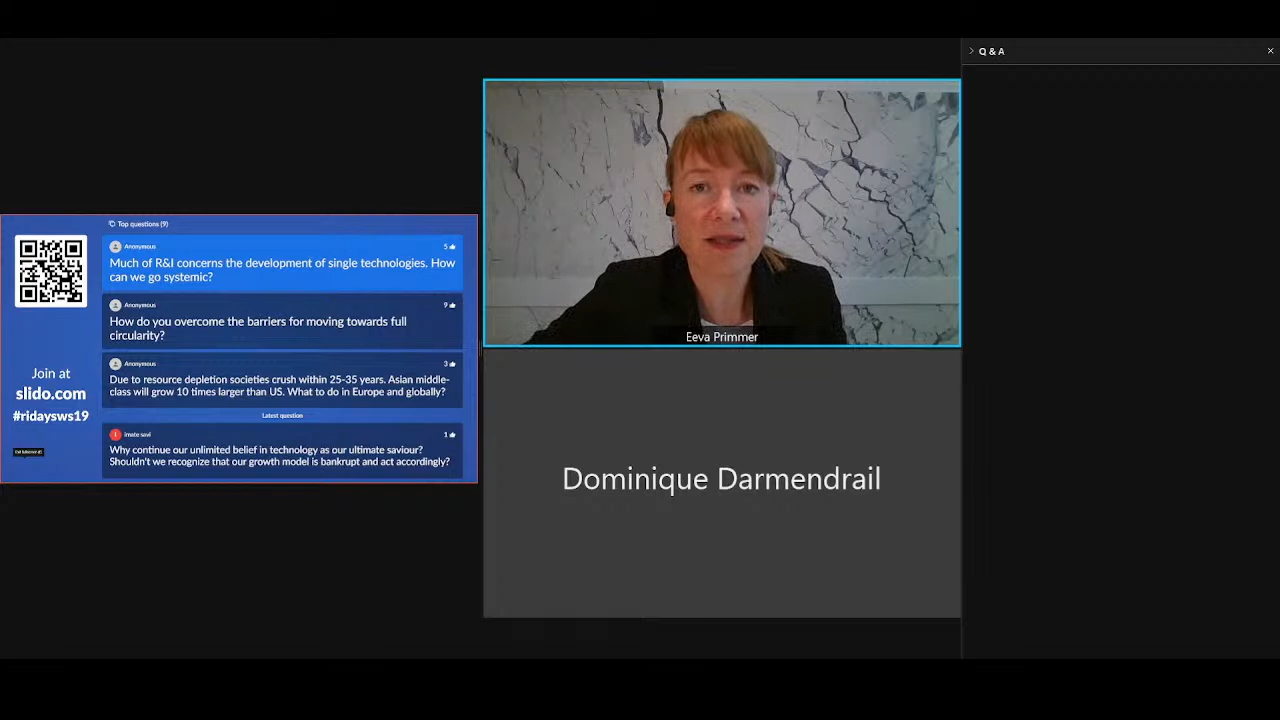 Top questions (9)
Anonymous
5
Much of R&I concerns the development of single technologies. How
can we go systemic?
Anonymous
9
How do you overcome the barriers for moving towards full
circularity?
Anonymous
3
Due to resource depletion societies crush within 25-35 years. Asian middle-
class will grow 10 times larger than US. What to do in Europe and globally?
Latest question
imate savi
1
Why continue our unlimited belief in technology as our ultimate saviour?
Shouldn't we recognize that our growth model is bankrupt and act accordingly?
Join at
slido.com
#ridaysws19
Eeva Primmer
Dominique Darmendrail
Q & A